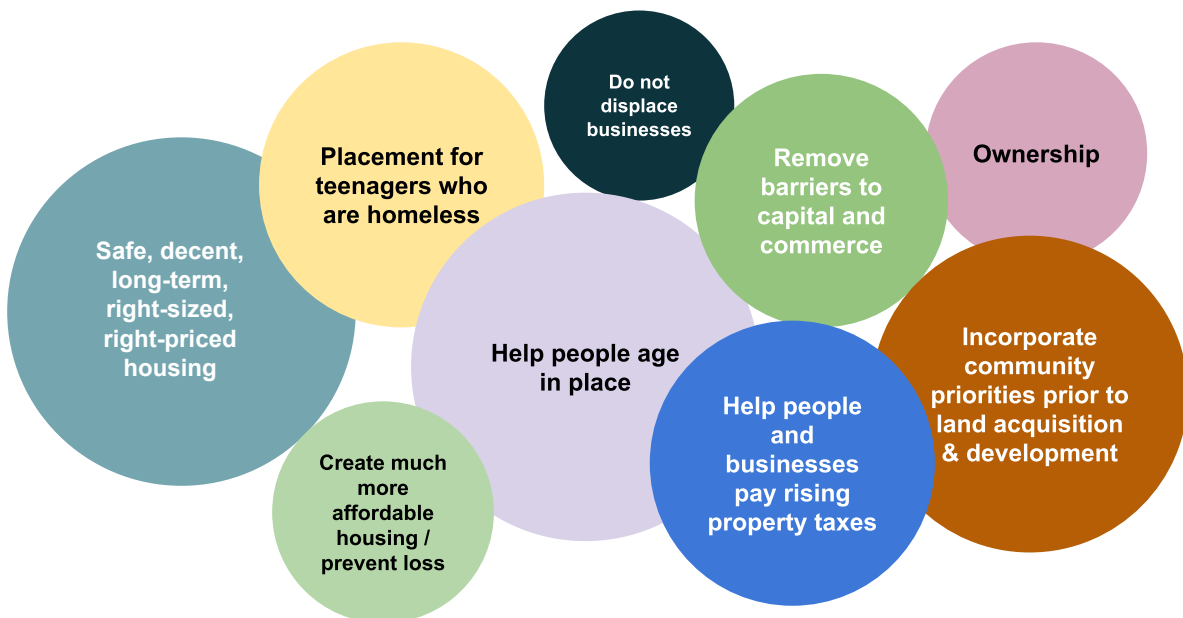 Safe, decent,
long-term,
right-sized,
right-priced
housing
Placement for
teenagers who
are homeless
Do not
displace
businesses
Remove
barriers to
capital and
commerce
Ownership
Help people age
in place
Create much
more
affordable
housing /
prevent loss
Help people
and
businesses
pay rising
property taxes
Incorporate
community
priorities prior to
land acquisition
& development